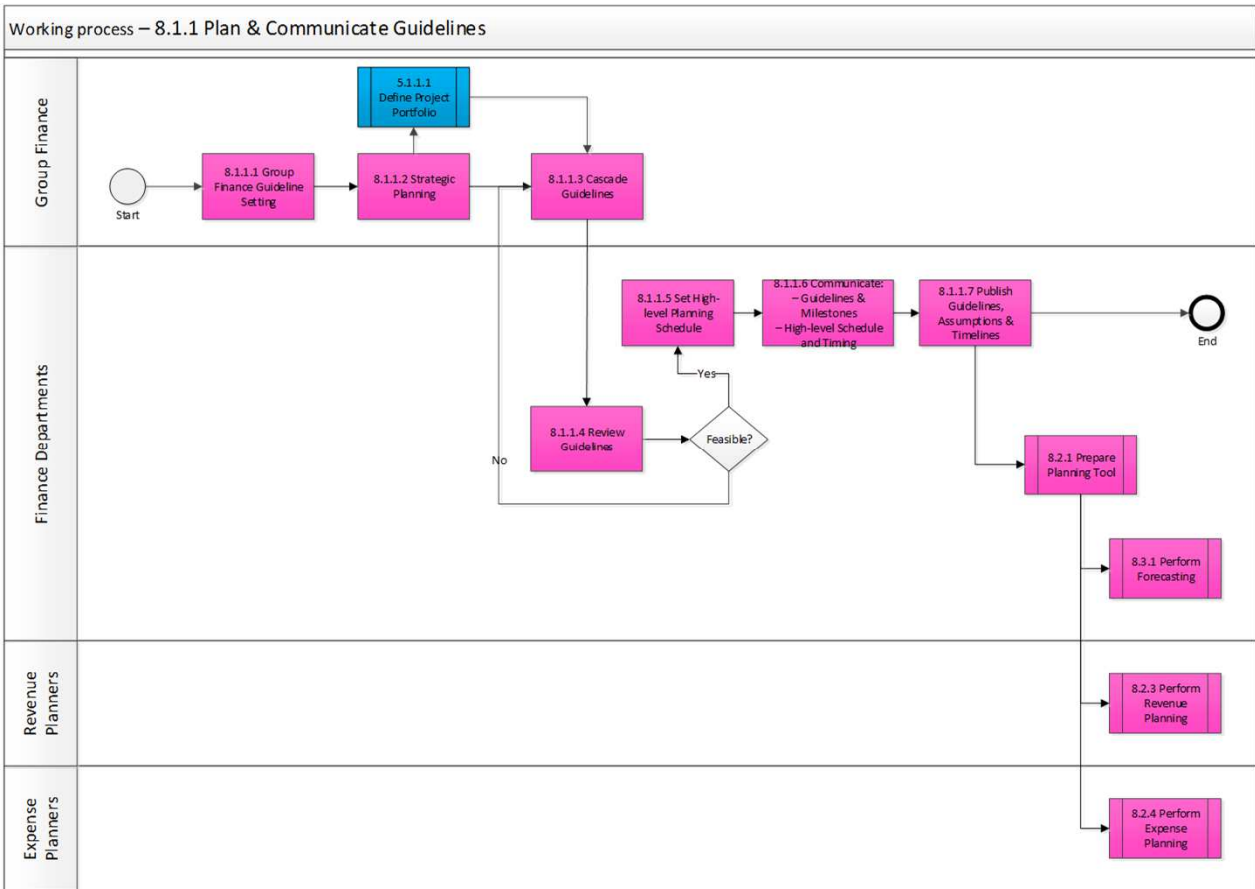 Working process – 8.1.1 Plan & Communicate Guidelines
Group Finance
5.1.1.1
Define Project
Portfolio
Start
8.1.1.1 Group
Finance Guideline
Setting
8.1.1.2 Strategic
Planning
8.1.1.3 Cascade
Guidelines
Finance Departments
8.1.1.5 Set High-
level Planning
Schedule
8.1.1.6 Communicate:
– Guidelines &
Milestones
– High-level Schedule
and Timing
8.1.1.7 Publish
Guidelines,
Assumptions &
Timelines
End
Yes
8.1.1.4 Review
Guidelines
Feasible?
No
8.2.1 Prepare
Planning Tool
8.3.1 Perform
Forecasting
Revenue
Planners
8.2.3 Perform
Revenue
Planning
Expense
Planners
8.2.4 Perform
Expense
Planning